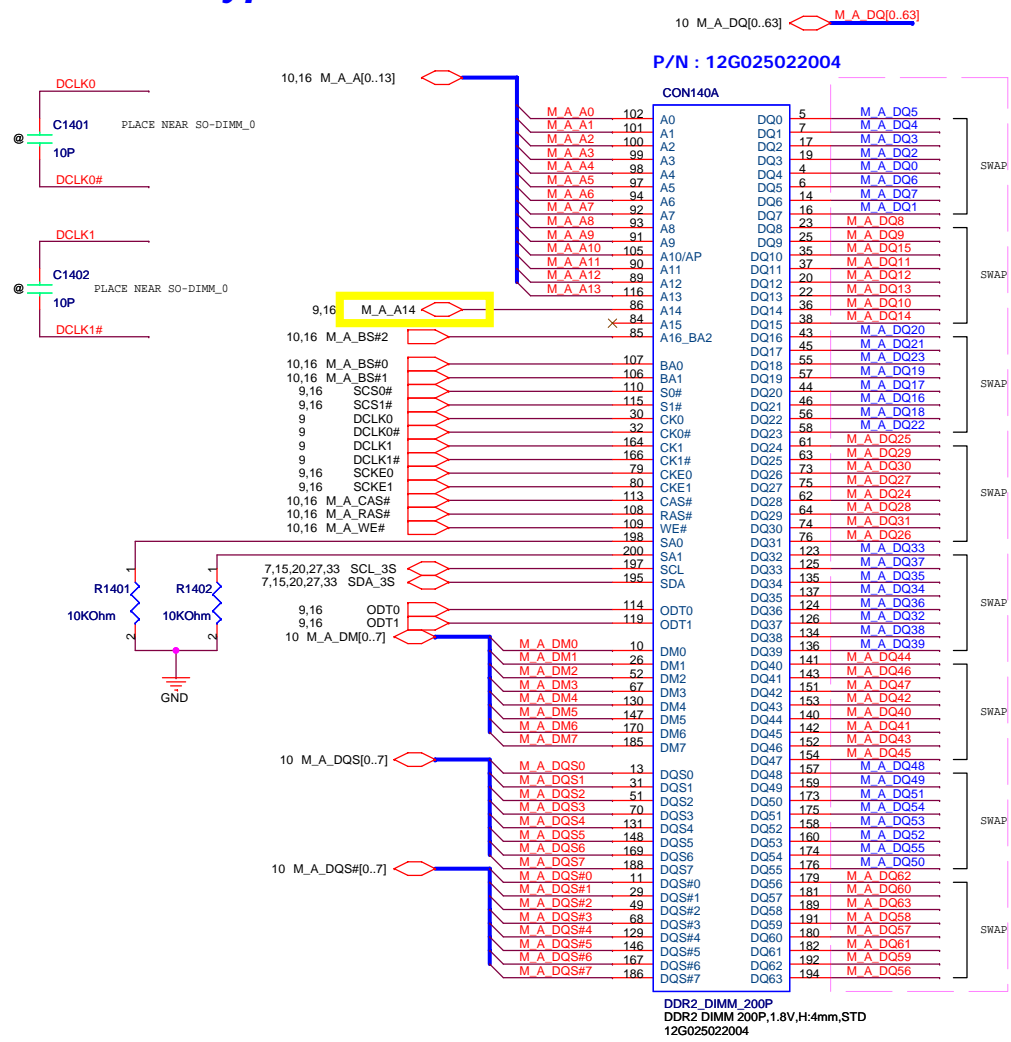 10 M_A_DQ[0..63] M_A_DQ[0..63]
P/N : 12G025022004
10,16 M_A_A[0..13]
CON140A
DCLK0
C1401
PLACE NEAR SO-DIMM_0
@
10P
DCLK0#
DCLK1
C1402
PLACE NEAR SO-DIMM_0
@
10P
DCLK1#
M_A_A0 102 A0 DQ0 5 M_A_DQ5
M_A_A1 101 A1 DQ1 7 M_A_DQ4
M_A_A2 100 A2 DQ2 17 M_A_DQ3
M_A_A3 99 A3 DQ3 19 M_A_DQ2
M_A_A4 98 A4 DQ4 4 M_A_DQ0
M_A_A5 97 A5 DQ5 6 M_A_DQ6
M_A_A6 94 A6 DQ6 14 M_A_DQ7
M_A_A7 92 A7 DQ7 16 M_A_DQ1
SWAP
M_A_A8 93 A8 DQ8 23 M_A_DQ8
M_A_A9 91 A9 DQ9 25 M_A_DQ9
M_A_A10 105 A10/AP DQ10 35 M_A_DQ15
M_A_A11 90 A11 DQ11 37 M_A_DQ11
M_A_A12 89 A12 DQ12 20 M_A_DQ12
M_A_A13 116 A13 DQ13 22 M_A_DQ13
9,16 M_A_A14 86 A14 DQ14 36 M_A_DQ10
84 A15 DQ15 38 M_A_DQ14
SWAP
10,16 M_A_BS#2 85 A16_BA2 DQ16 43 M_A_DQ20
DQ17 45 M_A_DQ21
10,16 M_A_BS#0 107 BA0 DQ18 55 M_A_DQ23
10,16 M_A_BS#1 106 BA1 DQ19 57 M_A_DQ19
9,16 SCS0# 110 S0# DQ20 44 M_A_DQ17
9,16 SCS1# 115 S1# DQ21 46 M_A_DQ16
9 DCLK0 30 CK0 DQ22 56 M_A_DQ18
9 DCLK0# 32 CK0# DQ23 58 M_A_DQ22
SWAP
9 DCLK1 164 CK1 DQ24 61 M_A_DQ25
9 DCLK1# 166 CK1# DQ25 63 M_A_DQ29
9,16 SCKE0 79 CKE0 DQ26 73 M_A_DQ30
9,16 SCKE1 80 CKE1 DQ27 75 M_A_DQ27
10,16 M_A_CAS# 113 CAS# DQ28 62 M_A_DQ24
10,16 M_A_RAS# 108 RAS# DQ29 64 M_A_DQ28
10,16 M_A_WE# 109 WE# DQ30 74 M_A_DQ31
198 SA0 DQ31 76 M_A_DQ26
SWAP
200 SA1 DQ32 123 M_A_DQ33
7,15,20,27,33 SCL_3S 197 SCL DQ33 125 M_A_DQ37
7,15,20,27,33 SDA_3S 195 SDA DQ34 135 M_A_DQ35
DQ35 137 M_A_DQ34
9,16 ODT0 114 ODT0 DQ36 124 M_A_DQ36
9,16 ODT1 119 ODT1 DQ37 126 M_A_DQ32
DQ38 134 M_A_DQ38
10 M_A_DM[0..7]
M_A_DM0 10 DM0 DQ39 136 M_A_DQ39
SWAP
R1401
1
10KOhm
2
R1402
1
10KOhm
2
GND
M_A_DM1 26 DM1 DQ40 141 M_A_DQ44
M_A_DM2 52 DM2 DQ41 143 M_A_DQ46
M_A_DM3 67 DM3 DQ42 151 M_A_DQ47
M_A_DM4 130 DM4 DQ43 153 M_A_DQ42
M_A_DM5 147 DM5 DQ44 140 M_A_DQ40
M_A_DM6 170 DM6 DQ45 142 M_A_DQ41
M_A_DM7 185 DM7 DQ46 152 M_A_DQ43
DQ47 154 M_A_DQ45
SWAP
10 M_A_DQS[0..7]
M_A_DQS0 13 DQS0 DQ48 157 M_A_DQ48
M_A_DQS1 31 DQS1 DQ49 159 M_A_DQ49
M_A_DQS2 51 DQS2 DQ50 173 M_A_DQ51
M_A_DQS3 70 DQS3 DQ51 175 M_A_DQ54
M_A_DQS4 131 DQS4 DQ52 158 M_A_DQ53
M_A_DQS5 148 DQS5 DQ53 160 M_A_DQ52
M_A_DQS6 169 DQS6 DQ54 174 M_A_DQ55
M_A_DQS7 188 DQS7 DQ55 176 M_A_DQ50
SWAP
10 M_A_DQS#[0..7]
M_A_DQS#0 11 DQS#0 DQ56 179 M_A_DQ62
M_A_DQS#1 29 DQS#1 DQ57 181 M_A_DQ60
M_A_DQS#2 49 DQS#2 DQ58 189 M_A_DQ63
M_A_DQS#3 68 DQS#3 DQ59 191 M_A_DQ58
M_A_DQS#4 129 DQS#4 DQ60 180 M_A_DQ57
M_A_DQS#5 146 DQS#5 DQ61 182 M_A_DQ61
M_A_DQS#6 167 DQS#6 DQ62 192 M_A_DQ59
M_A_DQS#7 186 DQS#7 DQ63 194 M_A_DQ56
SWAP
DDR2_DIMM_200P
DDR2 DIMM 200P,1.8V,H:4mm,STD
12G025022004